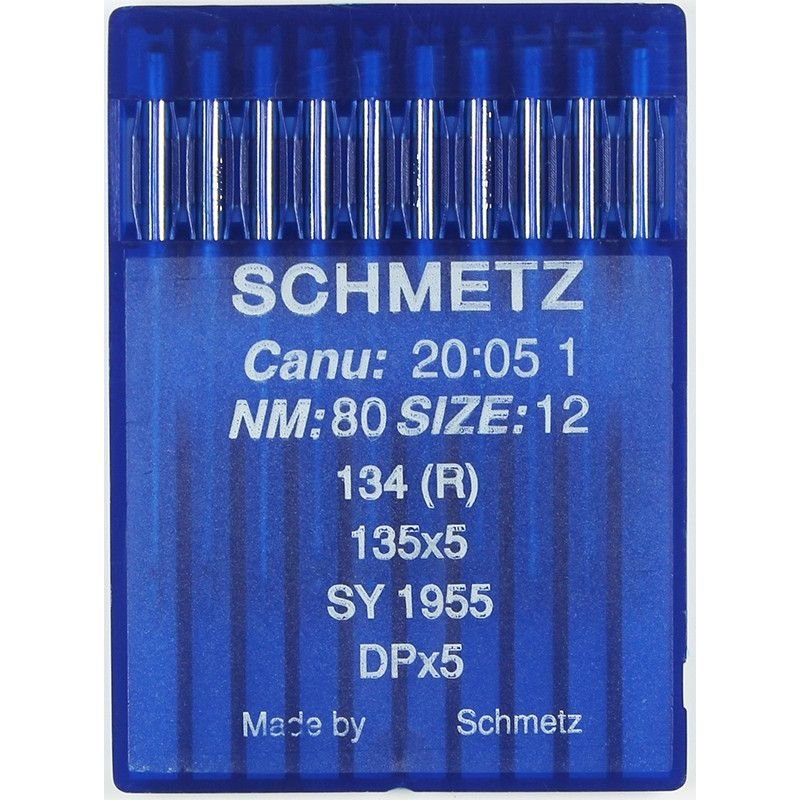 SCHMETZ
Canu: 20:05 1
NM: 80 SIZE: 12
134 (R)
135x5
SY 1955
DPx5
Made by Schmetz